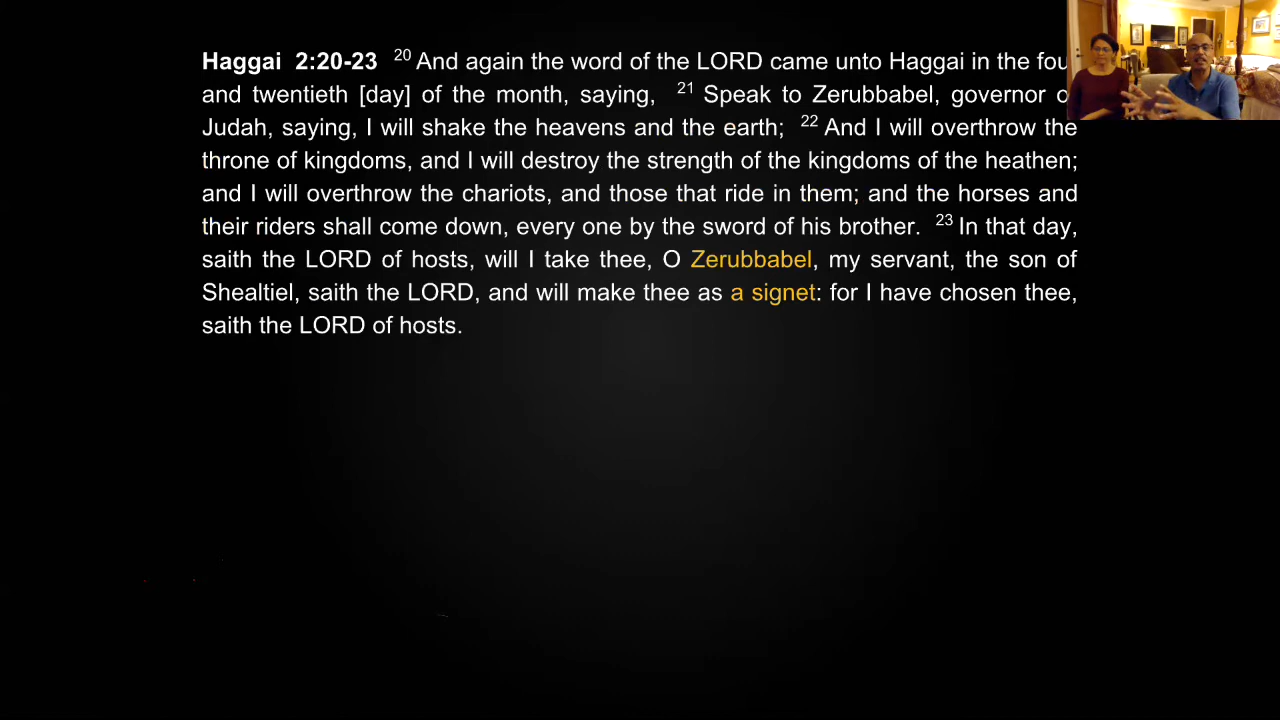 Haggai 2:20-23 20 And again the word of the LORD came unto Haggai in the
and twentieth [day] of the month, saying, 21 Speak to Zerubbabel, governor
Judah, saying, I will shake the heavens and the earth; 22 And I will overthrow the
throne of kingdoms, and I will destroy the strength of the kingdoms of the heathen;
and I will overthrow the chariots, and those that ride in them; and the horses and
their riders shall come down, every one by the sword of his brother. 23 In that day,
saith the LORD of hosts, will I take thee, O Zerubbabel, my servant, the son of
Shealtiel, saith the LORD, and will make thee as a signet: for I have chosen thee,
saith the LORD of hosts.